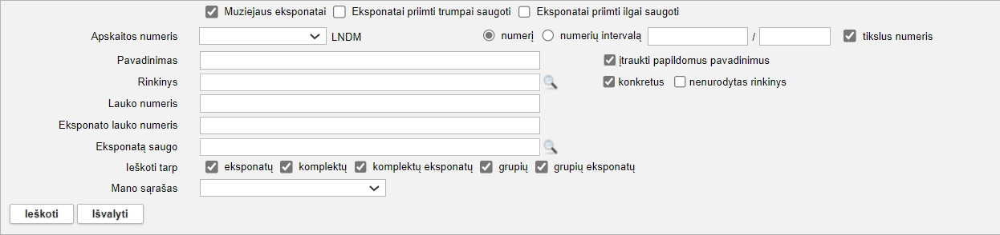 Muziejaus eksponatai Eksponatai priimti trumpai saugoti Eksponatai priimti ilgai saugoti
Apskaitos numeris LNDM numerį numerių intervalą / tikslus numeris
Pavadinimas įtraukti papildomus pavadinimus
Rinkinys konkretus nenurodytas rinkinys
Lauko numeris
Eksponato lauko numeris
Eksponatą saugo
Ieškoti tarp eksponatų komplektų komplektų eksponatų grupių grupių eksponatų
Mano sąrašas
Ieškoti Išvalyti